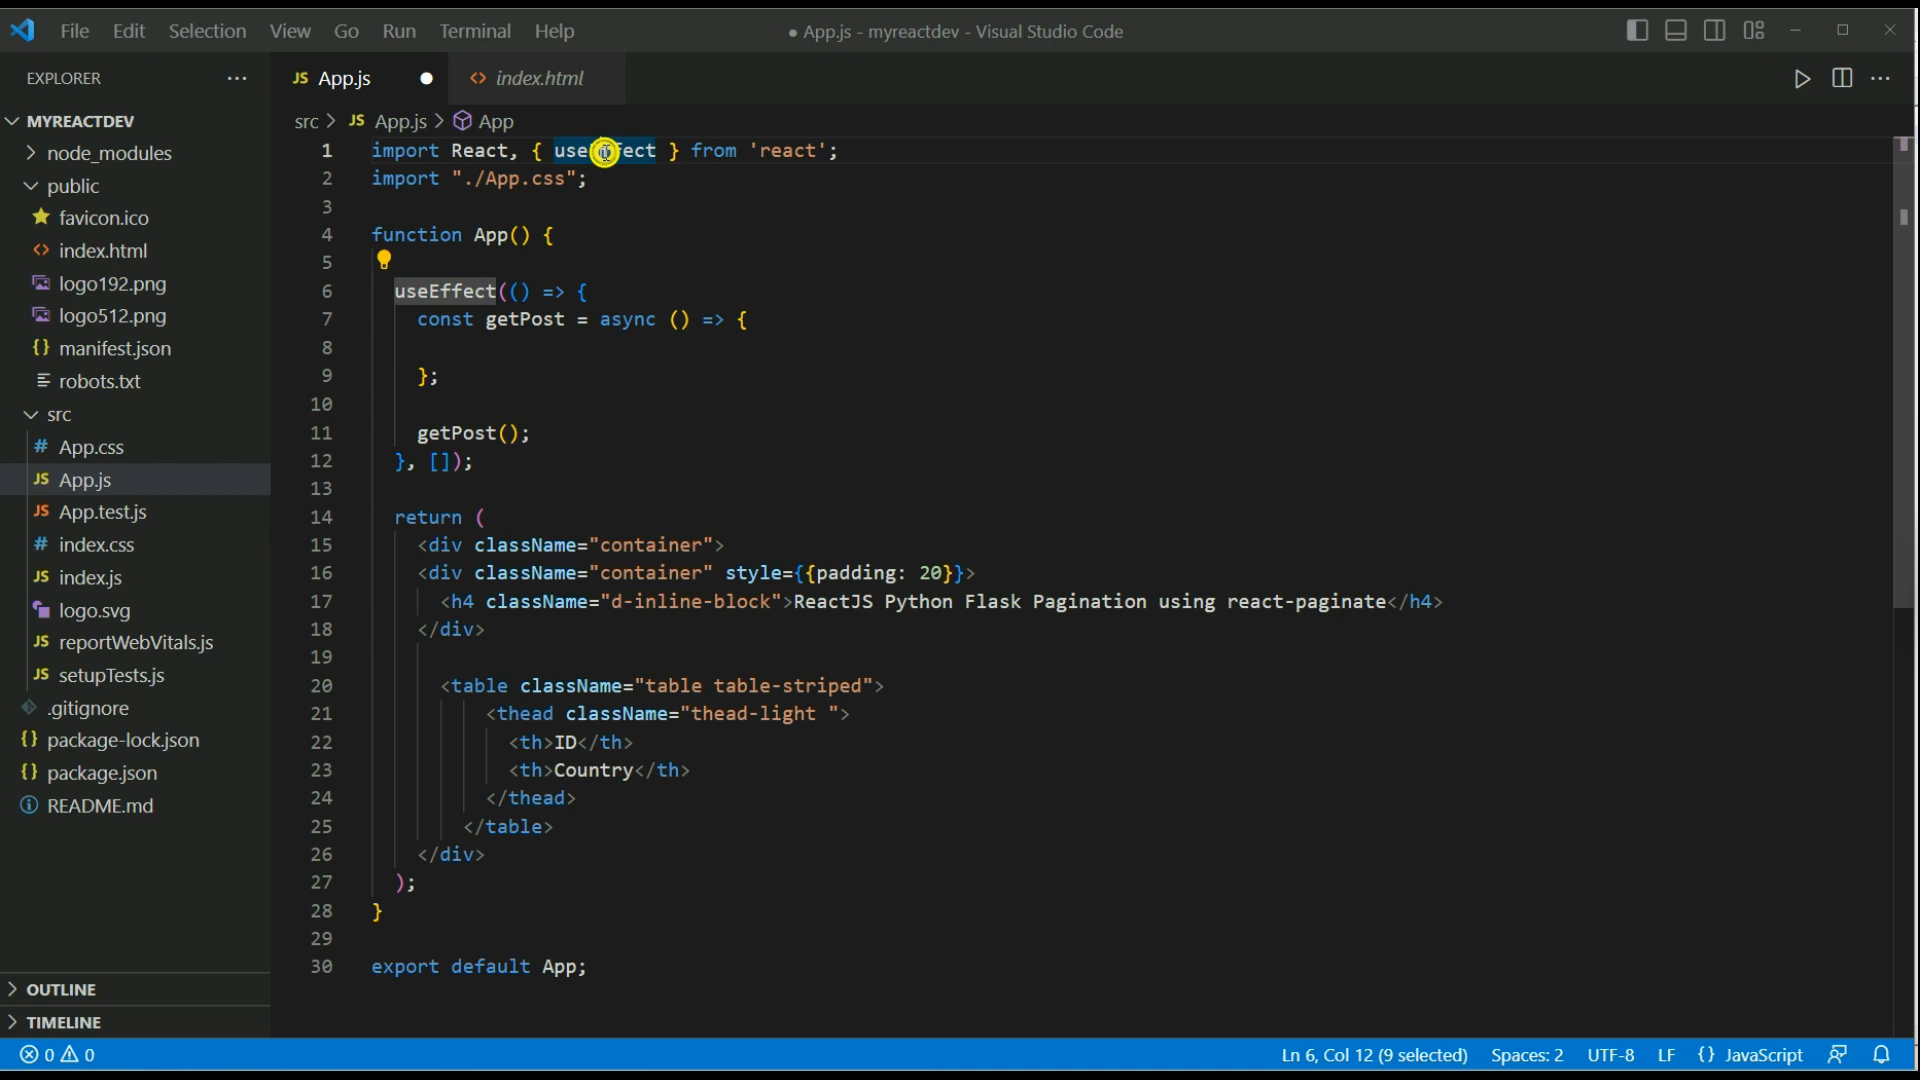 File Edit Selection View Go Run Terminal Help
● App.js - myreactdev - Visual Studio Code
EXPLORER ···
JS App.js ●
<> index.html
MYREACTDEV
node_modules
public
favicon.ico
<> index.html
logo192.png
logo512.png
{} manifest.json
robots.txt
src
# App.css
JS App.js
JS App.test.js
# index.css
JS index.js
logo.svg
JS reportWebVitals.js
JS setupTests.js
.gitignore
{} package-lock.json
{} package.json
README.md
OUTLINE
TIMELINE
src > JS App.js > App
1 import React, { useEffect } from 'react';
2 import "./App.css";
3
4 function App() {
5
6 useEffect(() => {
7 const getPost = async () => {
8
9 };
10
11 getPost();
12 }, []);
13
14 return (
15 <div className="container">
16 <div className="container" style={{padding: 20}}>
17 <h4 className="d-inline-block">ReactJS Python Flask Pagination using react-paginate</h4>
18 </div>
19
20 <table className="table table-striped">
21 <thead className="thead-light ">
22 <th>ID</th>
23 <th>Country</th>
24 </thead>
25 </table>
26 </div>
27 );
28 }
29
30 export default App;
0 0
Ln 6, Col 12 (9 selected) Spaces: 2 UTF-8 LF {} JavaScript